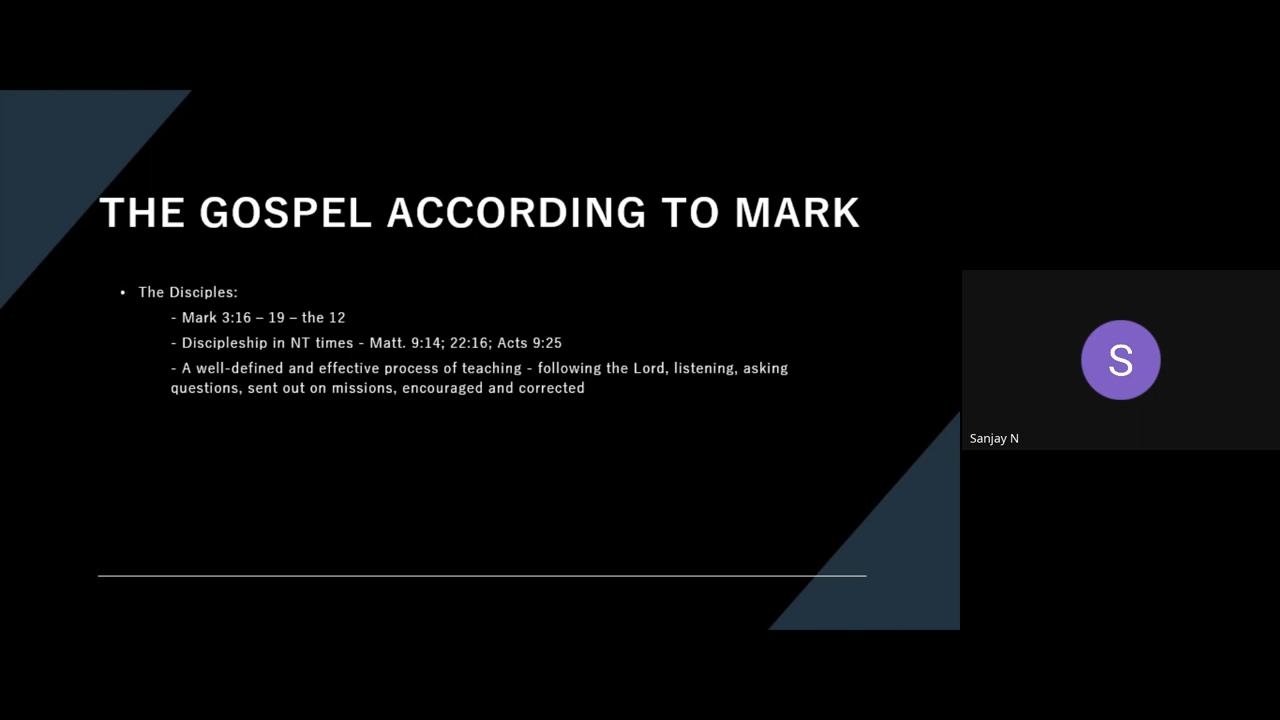 THE GOSPEL ACCORDING TO MARK
• The Disciples:
- Mark 3:16 – 19 – the 12
- Discipleship in NT times - Matt. 9:14; 22:16; Acts 9:25
- A well-defined and effective process of teaching - following the Lord, listening, asking
questions, sent out on missions, encouraged and corrected
S
Sanjay N